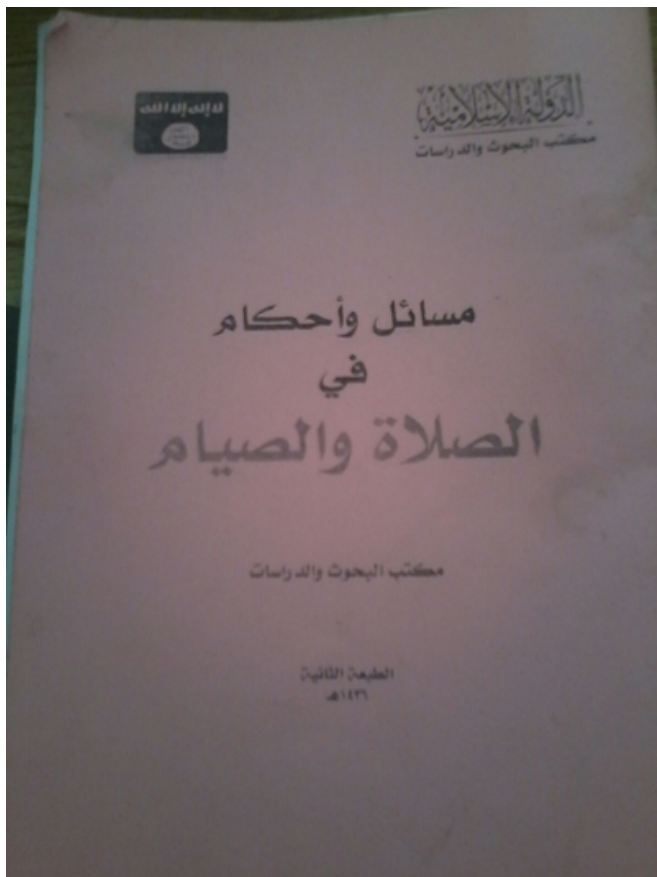 الدولة الإسلامية
مكتب البحوث والدراسات
لا إله إلا الله
مسائل وأحكام
في
الصلاة والصيام
مكتب البحوث والدراسات
الطبعة الثانية
١٤٣٦هـ